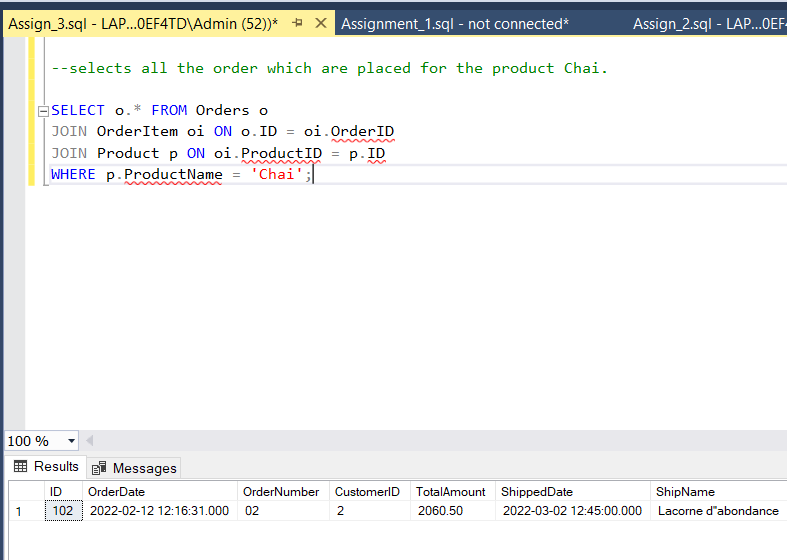 Assign_3.sql - LAP...0EF4TD\Admin (52))* Assignment_1.sql - not connected* Assign_2.sql - LAP...0EF4
--selects all the order which are placed for the product Chai.
SELECT o.* FROM Orders o
JOIN OrderItem oi ON o.ID = oi.OrderID
JOIN Product p ON oi.ProductID = p.ID
WHERE p.ProductName = 'Chai';
100 %
Results Messages
ID OrderDate OrderNumber CustomerID TotalAmount ShippedDate ShipName
1 102 2022-02-12 12:16:31.000 02 2 2060.50 2022-03-02 12:45:00.000 Lacorne d"abondance